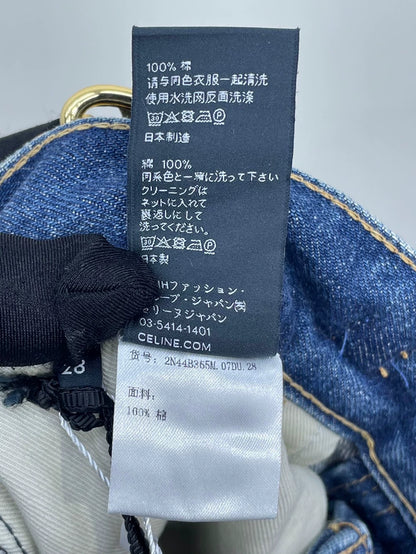 100% 棉
请与同色衣服一起清洗
使用水洗网反面洗涤
日本制造
綿 100%
同系色と一緒に洗って下さい
クリーニングは
ネットに入れて
裏返しにして
洗ってください。
日本製
Hファッション・
ープ・ジャパン㈱
リーヌジャパン
03-5414-1401
CELINE.COM
28
货号: 2N44B365M.07DU.28
面料:
100% 棉